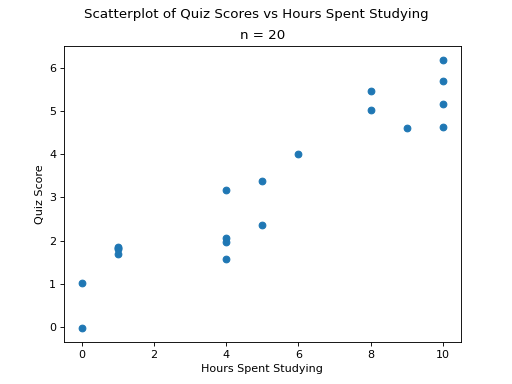 Scatterplot of Quiz Scores vs Hours Spent Studying
n = 20
6
5
4
3
2
1
0
Quiz Score
0 2 4 6 8 10
Hours Spent Studying